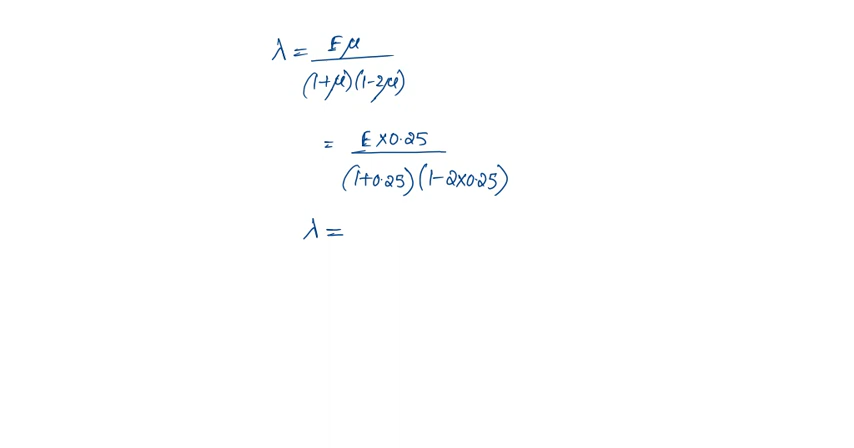 λ = Eμ / (1+μ)(1-2μ)
= E×0.25 / (1+0.25)(1-2×0.25)
λ =